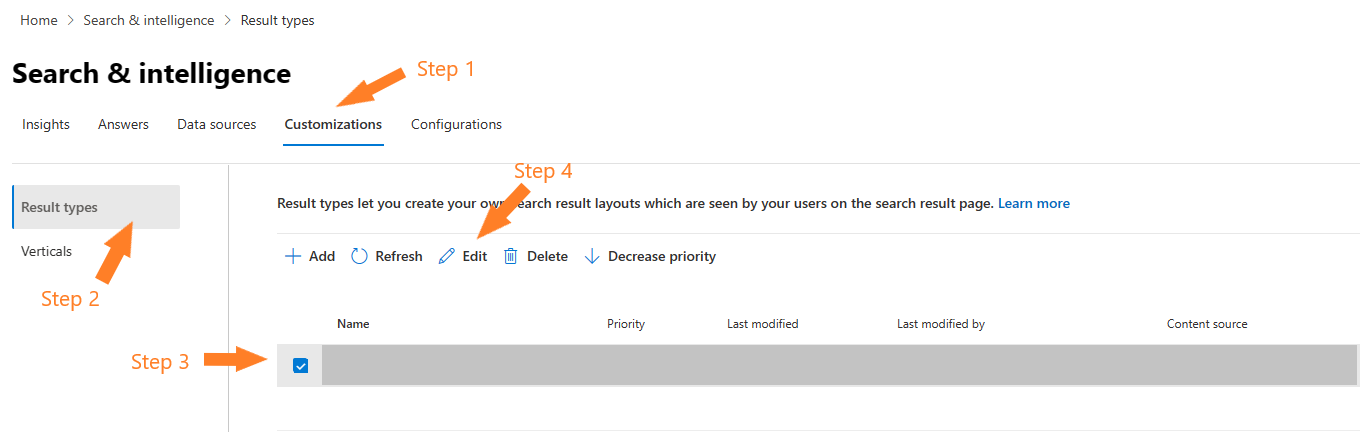 Home > Search & intelligence > Result types
Search & intelligence
Step 1
Insights Answers Data sources Customizations Configurations
Step 4
Result types
Result types let you create your own search result layouts which are seen by your users on the search result page. Learn more
Verticals
Add Refresh Edit Delete Decrease priority
Step 2
Name Priority Last modified Last modified by Content source
Step 3